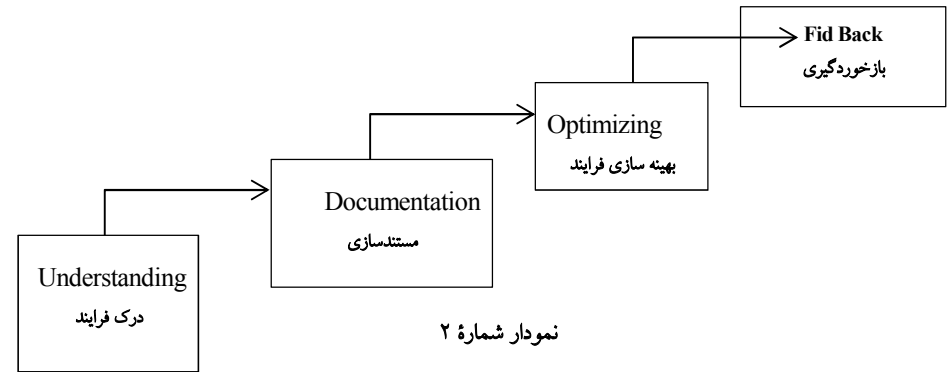 Fid Back
بازخوردگیری
Optimizing
بهینه سازی فرایند
Documentation
مستندسازی
Understanding
درک فرایند
نمودار شمارهٔ ۲